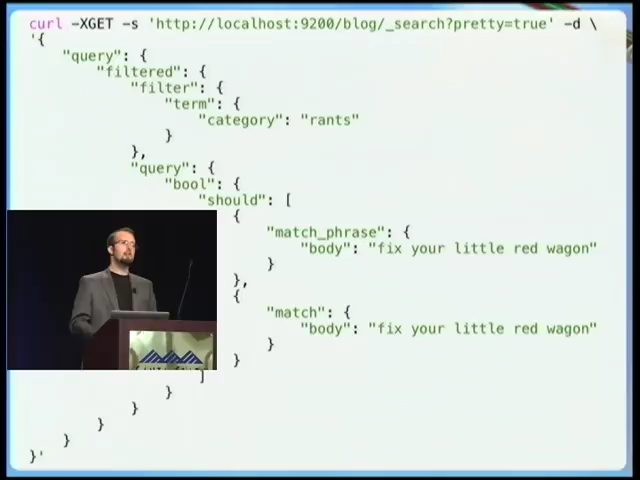 curl -XGET -s 'http://localhost:9200/blog/_search?pretty=true' -d \
'{
"query": {
"filtered": {
"filter": {
"term": {
"category": "rants"
}
},
"query": {
"bool": {
"should": [
{
"match_phrase": {
"body": "fix your little red wagon"
}
},
{
"match": {
"body": "fix your little red wagon"
}
}
]
}
}
}
}
}'